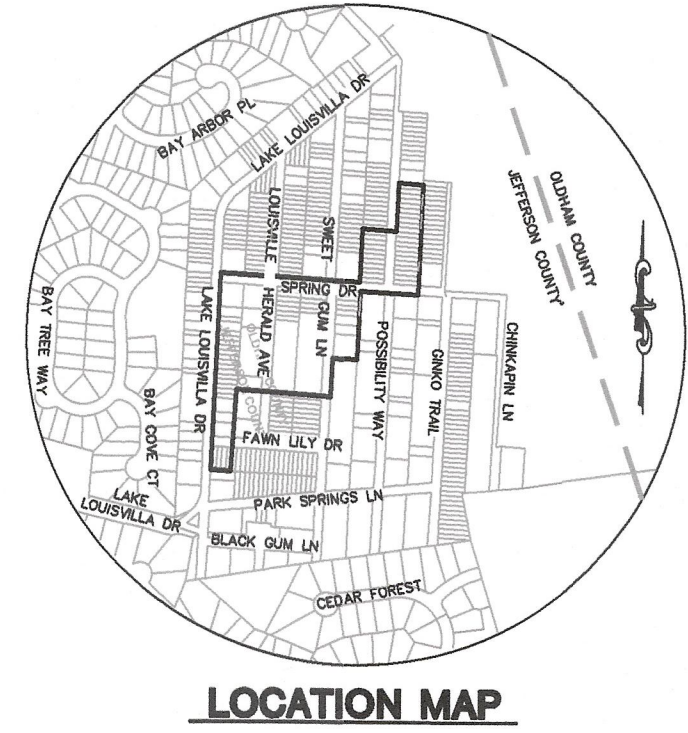 BAY ARBOR PL
LAKE LOUISVILLA DR
OLDHAM COUNTY
JEFFERSON COUNTY
LOUISVILLE HERALD AVE
SWEET GUM LN
SPRING DR
BAY TREE WAY
LAKE LOUISVILLA DR
POSSIBILITY WAY
GINKO TRAIL
CHINKAPIN LN
BAY COVE CT
FAWN LILY DR
LAKE
LOUISVILLA DR
PARK SPRINGS LN
BLACK GUM LN
CEDAR FOREST
LOCATION MAP